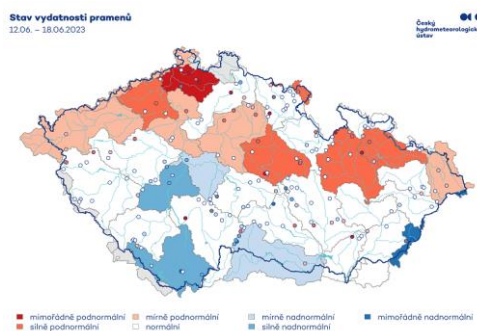 Stav vydatnosti pramenů
12.06. – 18.06.2023
Český
hydrometeorologický
ústav
mimořádně podnormální
mírně podnormální
mírně nadnormální
mimořádně nadnormální
silně podnormální
normální
silně nadnormální